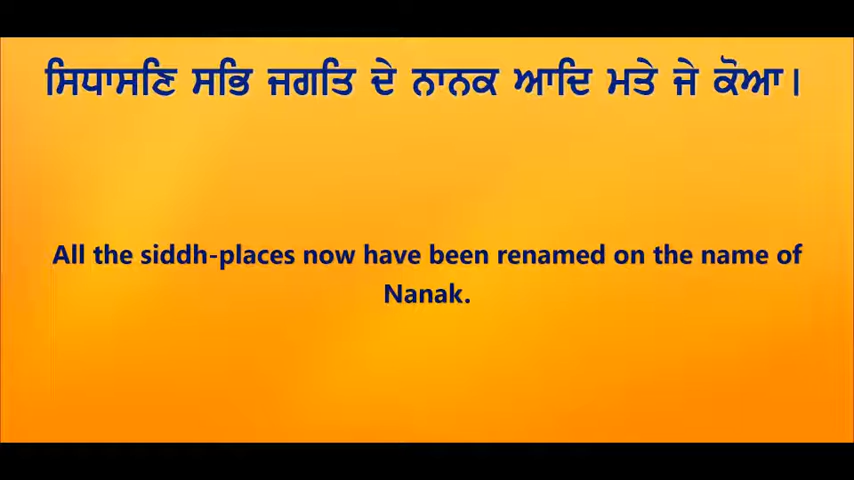 ਸਿਧਾਸਣਿ ਸਭਿ ਜਗਤਿ ਦੇ ਨਾਨਕ ਆਦਿ ਮਤੇ ਜੇ ਕੋਆ।
All the siddh-places now have been renamed on the name of
Nanak.